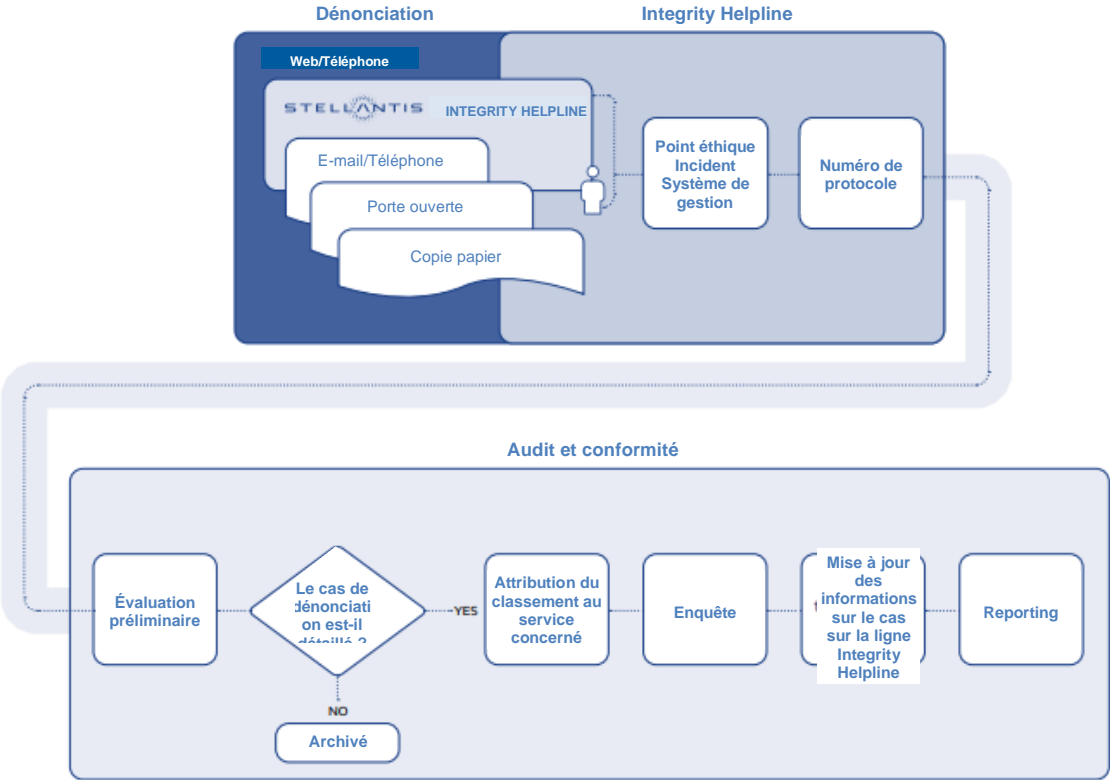 Dénonciation
Integrity Helpline
Web/Téléphone
STELLANTIS
INTEGRITY HELPLINE
E-mail/Téléphone
Porte ouverte
Copie papier
Point éthique
Incident
Système de
gestion
Numéro de
protocole
Audit et conformité
Évaluation
préliminaire
Le cas de
dénonciati
on est-il
détaillé ?
YES
NO
Archivé
Attribution du
classement au
service
concerné
Enquête
Mise à jour
des
informations
sur le cas
sur la ligne
Integrity
Helpline
Reporting